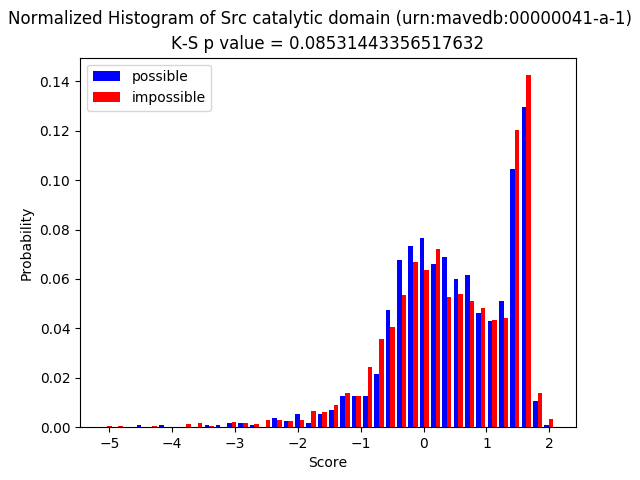 Normalized Histogram of Src catalytic domain (urn:mavedb:00000041-a-1)
K-S p value = 0.08531443356517632
possible
impossible
0.14
0.12
0.10
0.08
0.06
0.04
0.02
0.00
Probability
−5
−4
−3
−2
−1
0
1
2
Score